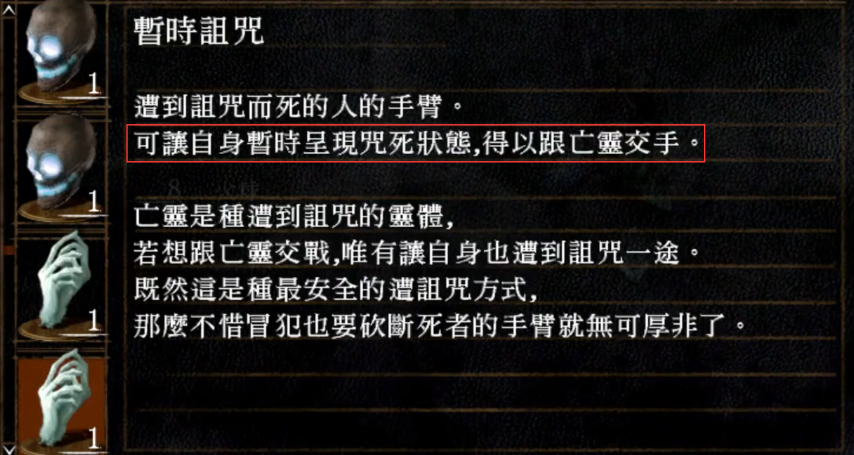 暫時詛咒
遭到詛咒而死的人的手臂。
可讓自身暫時呈現咒死狀態,得以跟亡靈交手。
亡靈是種遭到詛咒的靈體,
若想跟亡靈交戰,唯有讓自身也遭到詛咒一途。
既然這是種最安全的遭詛咒方式,
那麼不惜冒犯也要砍斷死者的手臂就無可厚非了。
1
1
1
1